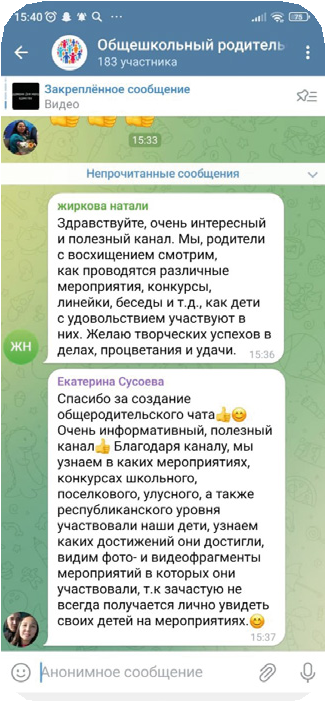 15:40
75
Общешкольный родитель
183 участника
Закреплённое сообщение
Видео
15:33
Непрочитанные сообщения
жиркова натали
Здравствуйте, очень интересный
и полезный канал. Мы, родители
с восхищением смотрим,
как проводятся различные
мероприятия, конкурсы,
линейки, беседы и т.д., как дети
с удовольствием участвуют в
них. Желаю творческих успехов в
делах, процветания и удачи.
15:36
ЖН
Екатерина Сусоева
Спасибо за создание
общеродительского чата👍😊
Очень информативный, полезный
канал👍 Благодаря каналу, мы
узнаем в каких мероприятиях,
конкурсах школьного,
поселкового, улусного, а также
республиканского уровня
участвовали наши дети, узнаем
каких достижений они достигли,
видим фото- и видеофрагменты
мероприятий в которых они
участвовали, т.к зачастую не
всегда получается лично увидеть
своих детей на мероприятиях.😊
15:37
Анонимное сообщение